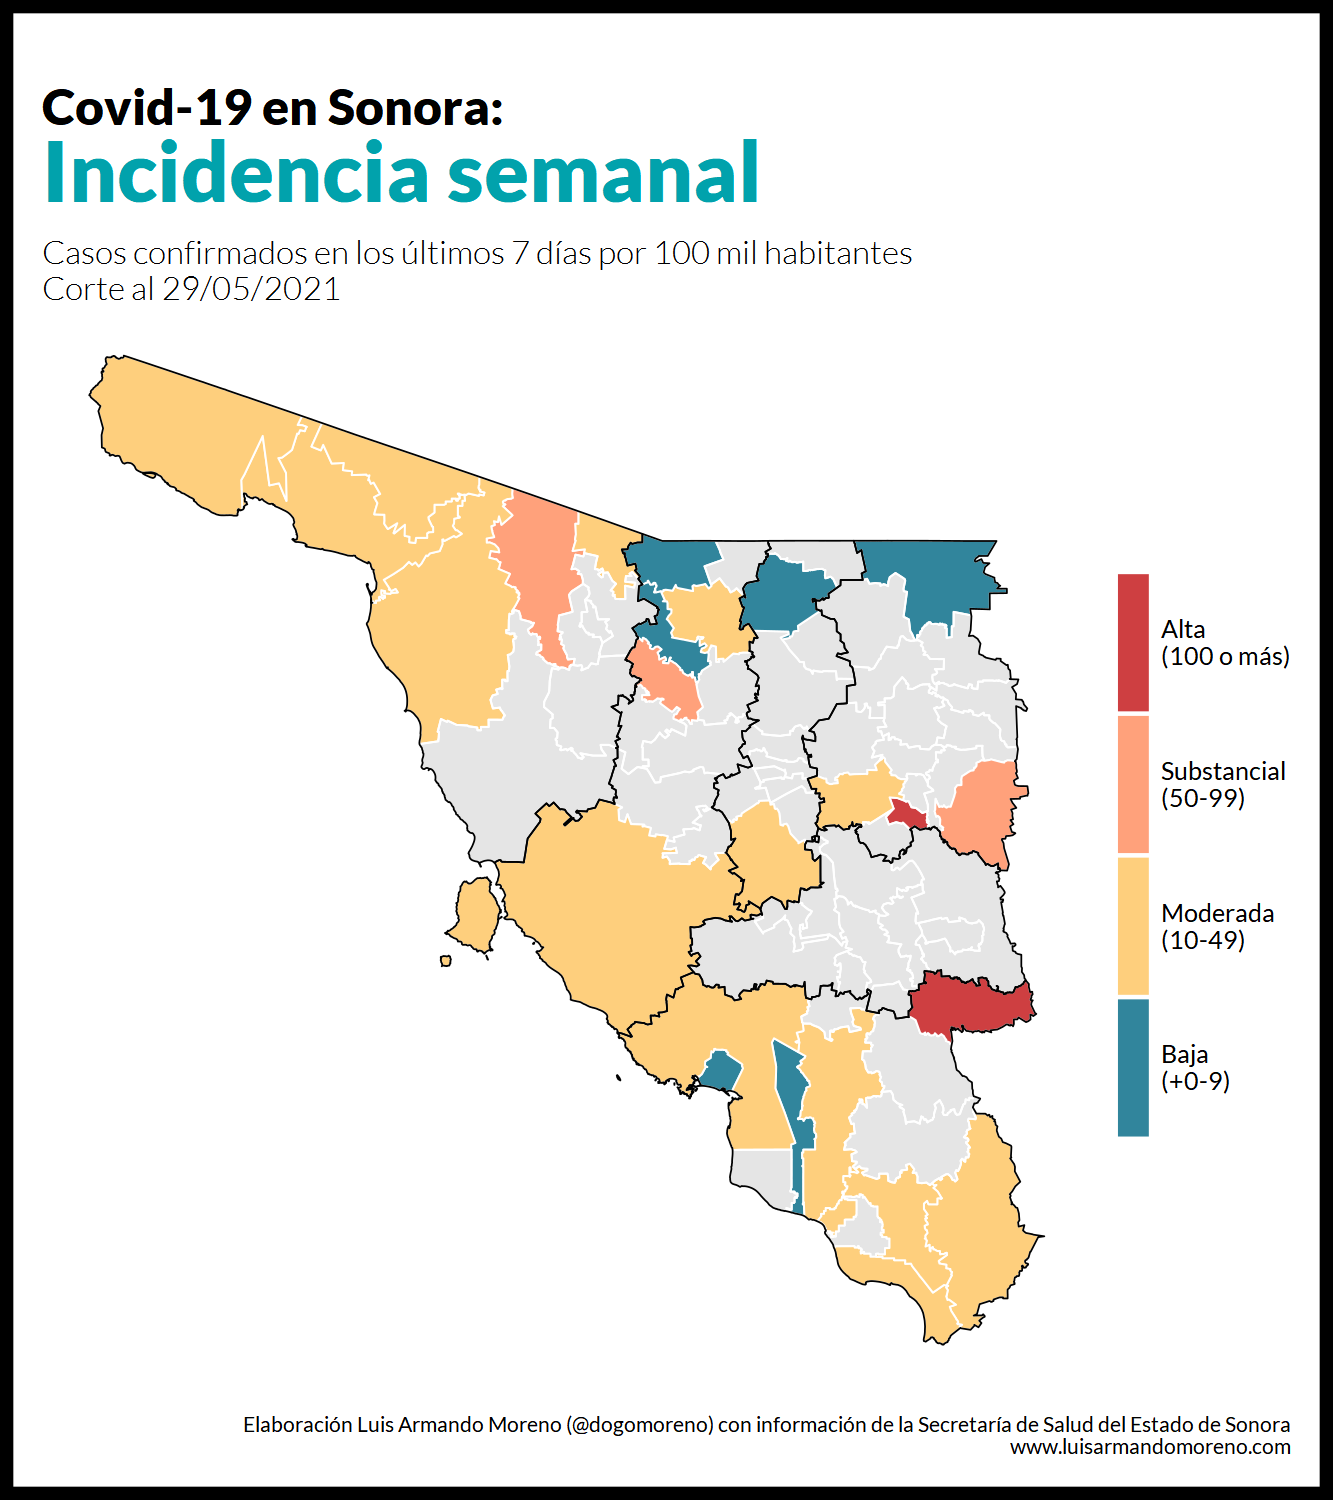 Covid-19 en Sonora:
Incidencia semanal
Casos confirmados en los últimos 7 días por 100 mil habitantes
Corte al 29/05/2021
Alta
(100 o más)
Substancial
(50-99)
Moderada
(10-49)
Baja
(+0-9)
Elaboración Luis Armando Moreno (@dogomoreno) con información de la Secretaría de Salud del Estado de Sonora
www.luisarmandomoreno.com